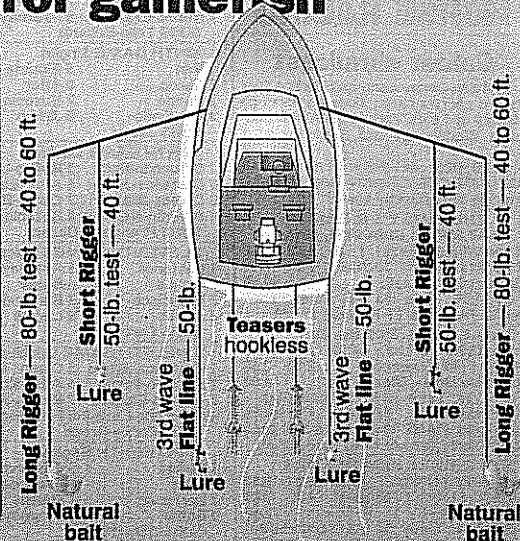 for gamefish
Long Rigger — 80-lb. test — 40 to 60 ft.
Short Rigger
50-lb. test — 40 ft.
Lure
Natural
bait
3rd wave
Flat line — 50-lb.
Lure
Teasers
hookless
3rd wave
Flat line — 50-lb.
Lure
Short Rigger
50-lb. test — 40 ft.
Lure
Long Rigger — 80-lb. test — 40 to 60 ft.
Natural
bait